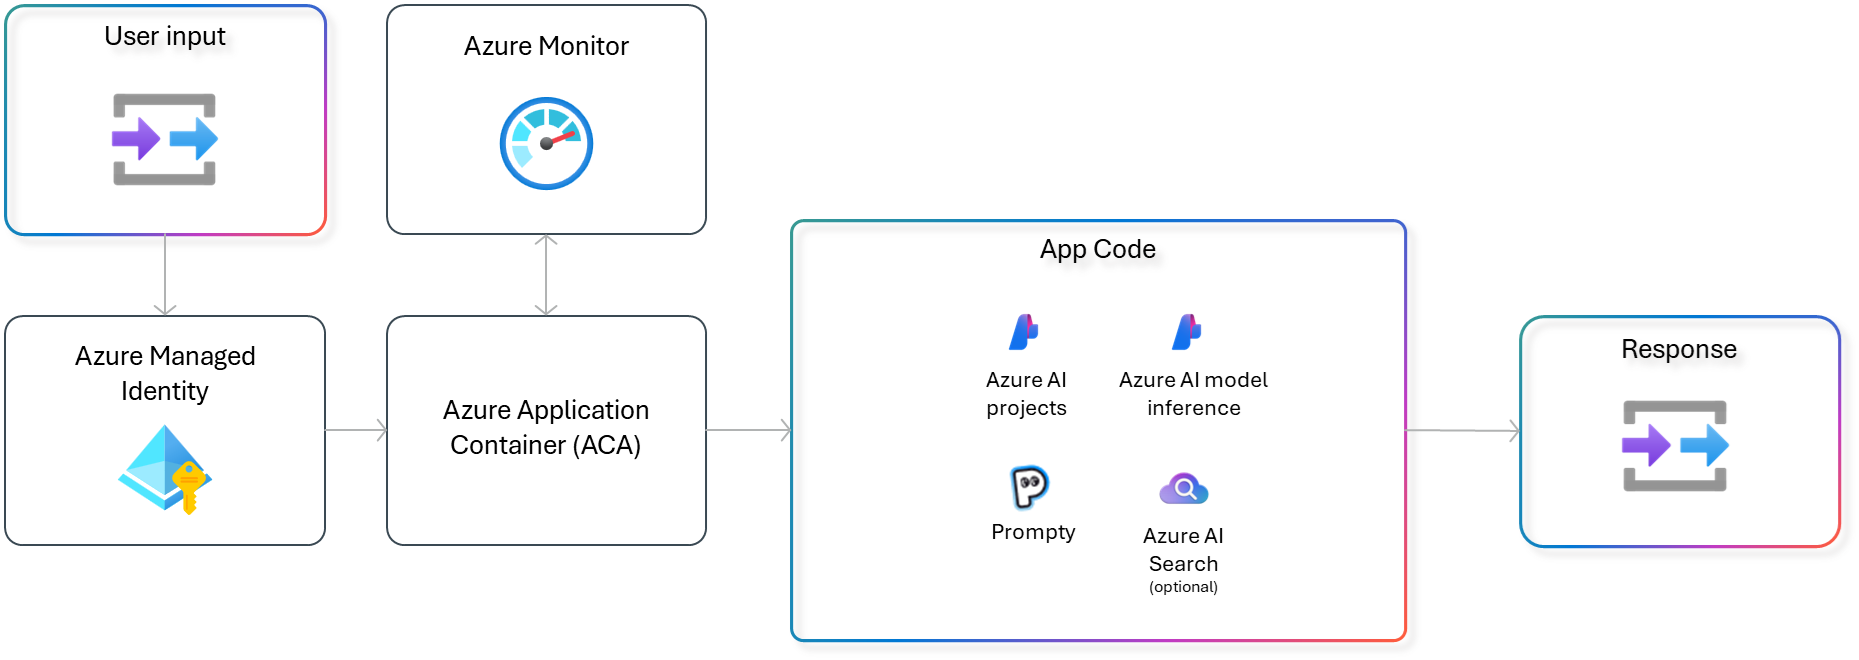 User input
Azure Monitor
Azure Managed
Identity
Azure Application
Container (ACA)
App Code
Azure AI
projects
Azure AI model
inference
Prompty
Azure AI
Search
(optional)
Response